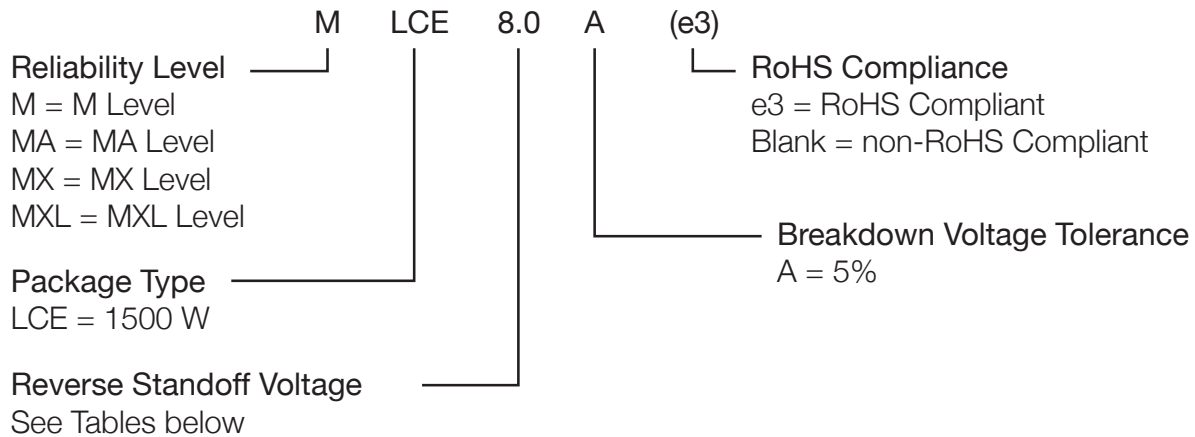 M LCE 8.0 A (e3)
Reliability Level
M = M Level
MA = MA Level
MX = MX Level
MXL = MXL Level
Package Type
LCE = 1500 W
Reverse Standoff Voltage
See Tables below
RoHS Compliance
e3 = RoHS Compliant
Blank = non-RoHS Compliant
Breakdown Voltage Tolerance
A = 5%